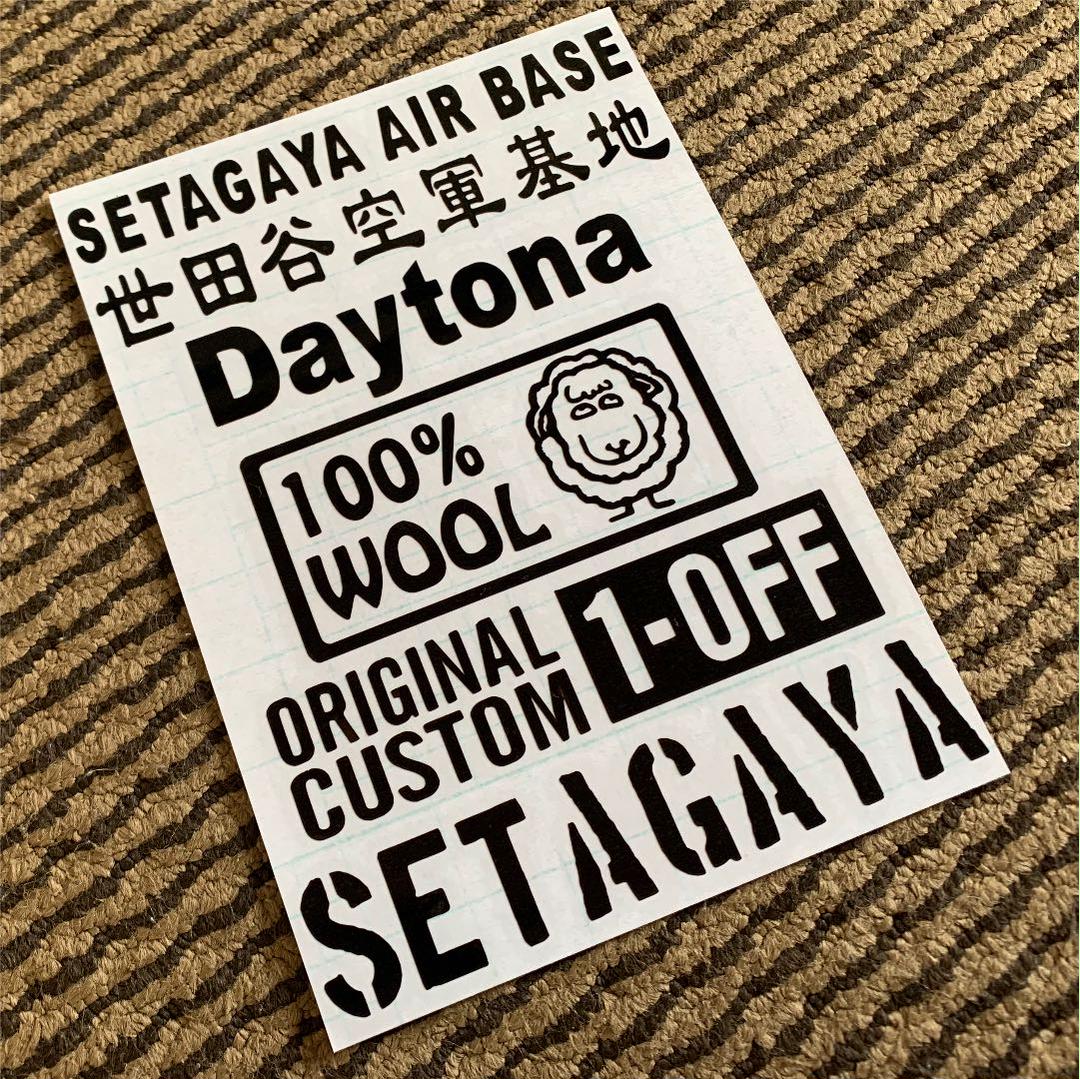 SETAGAYA AIR BASE
世田谷空軍基地
Daytona
100%
WOOL
ORIGINAL
CUSTOM
1-OFF
SETAGAYA